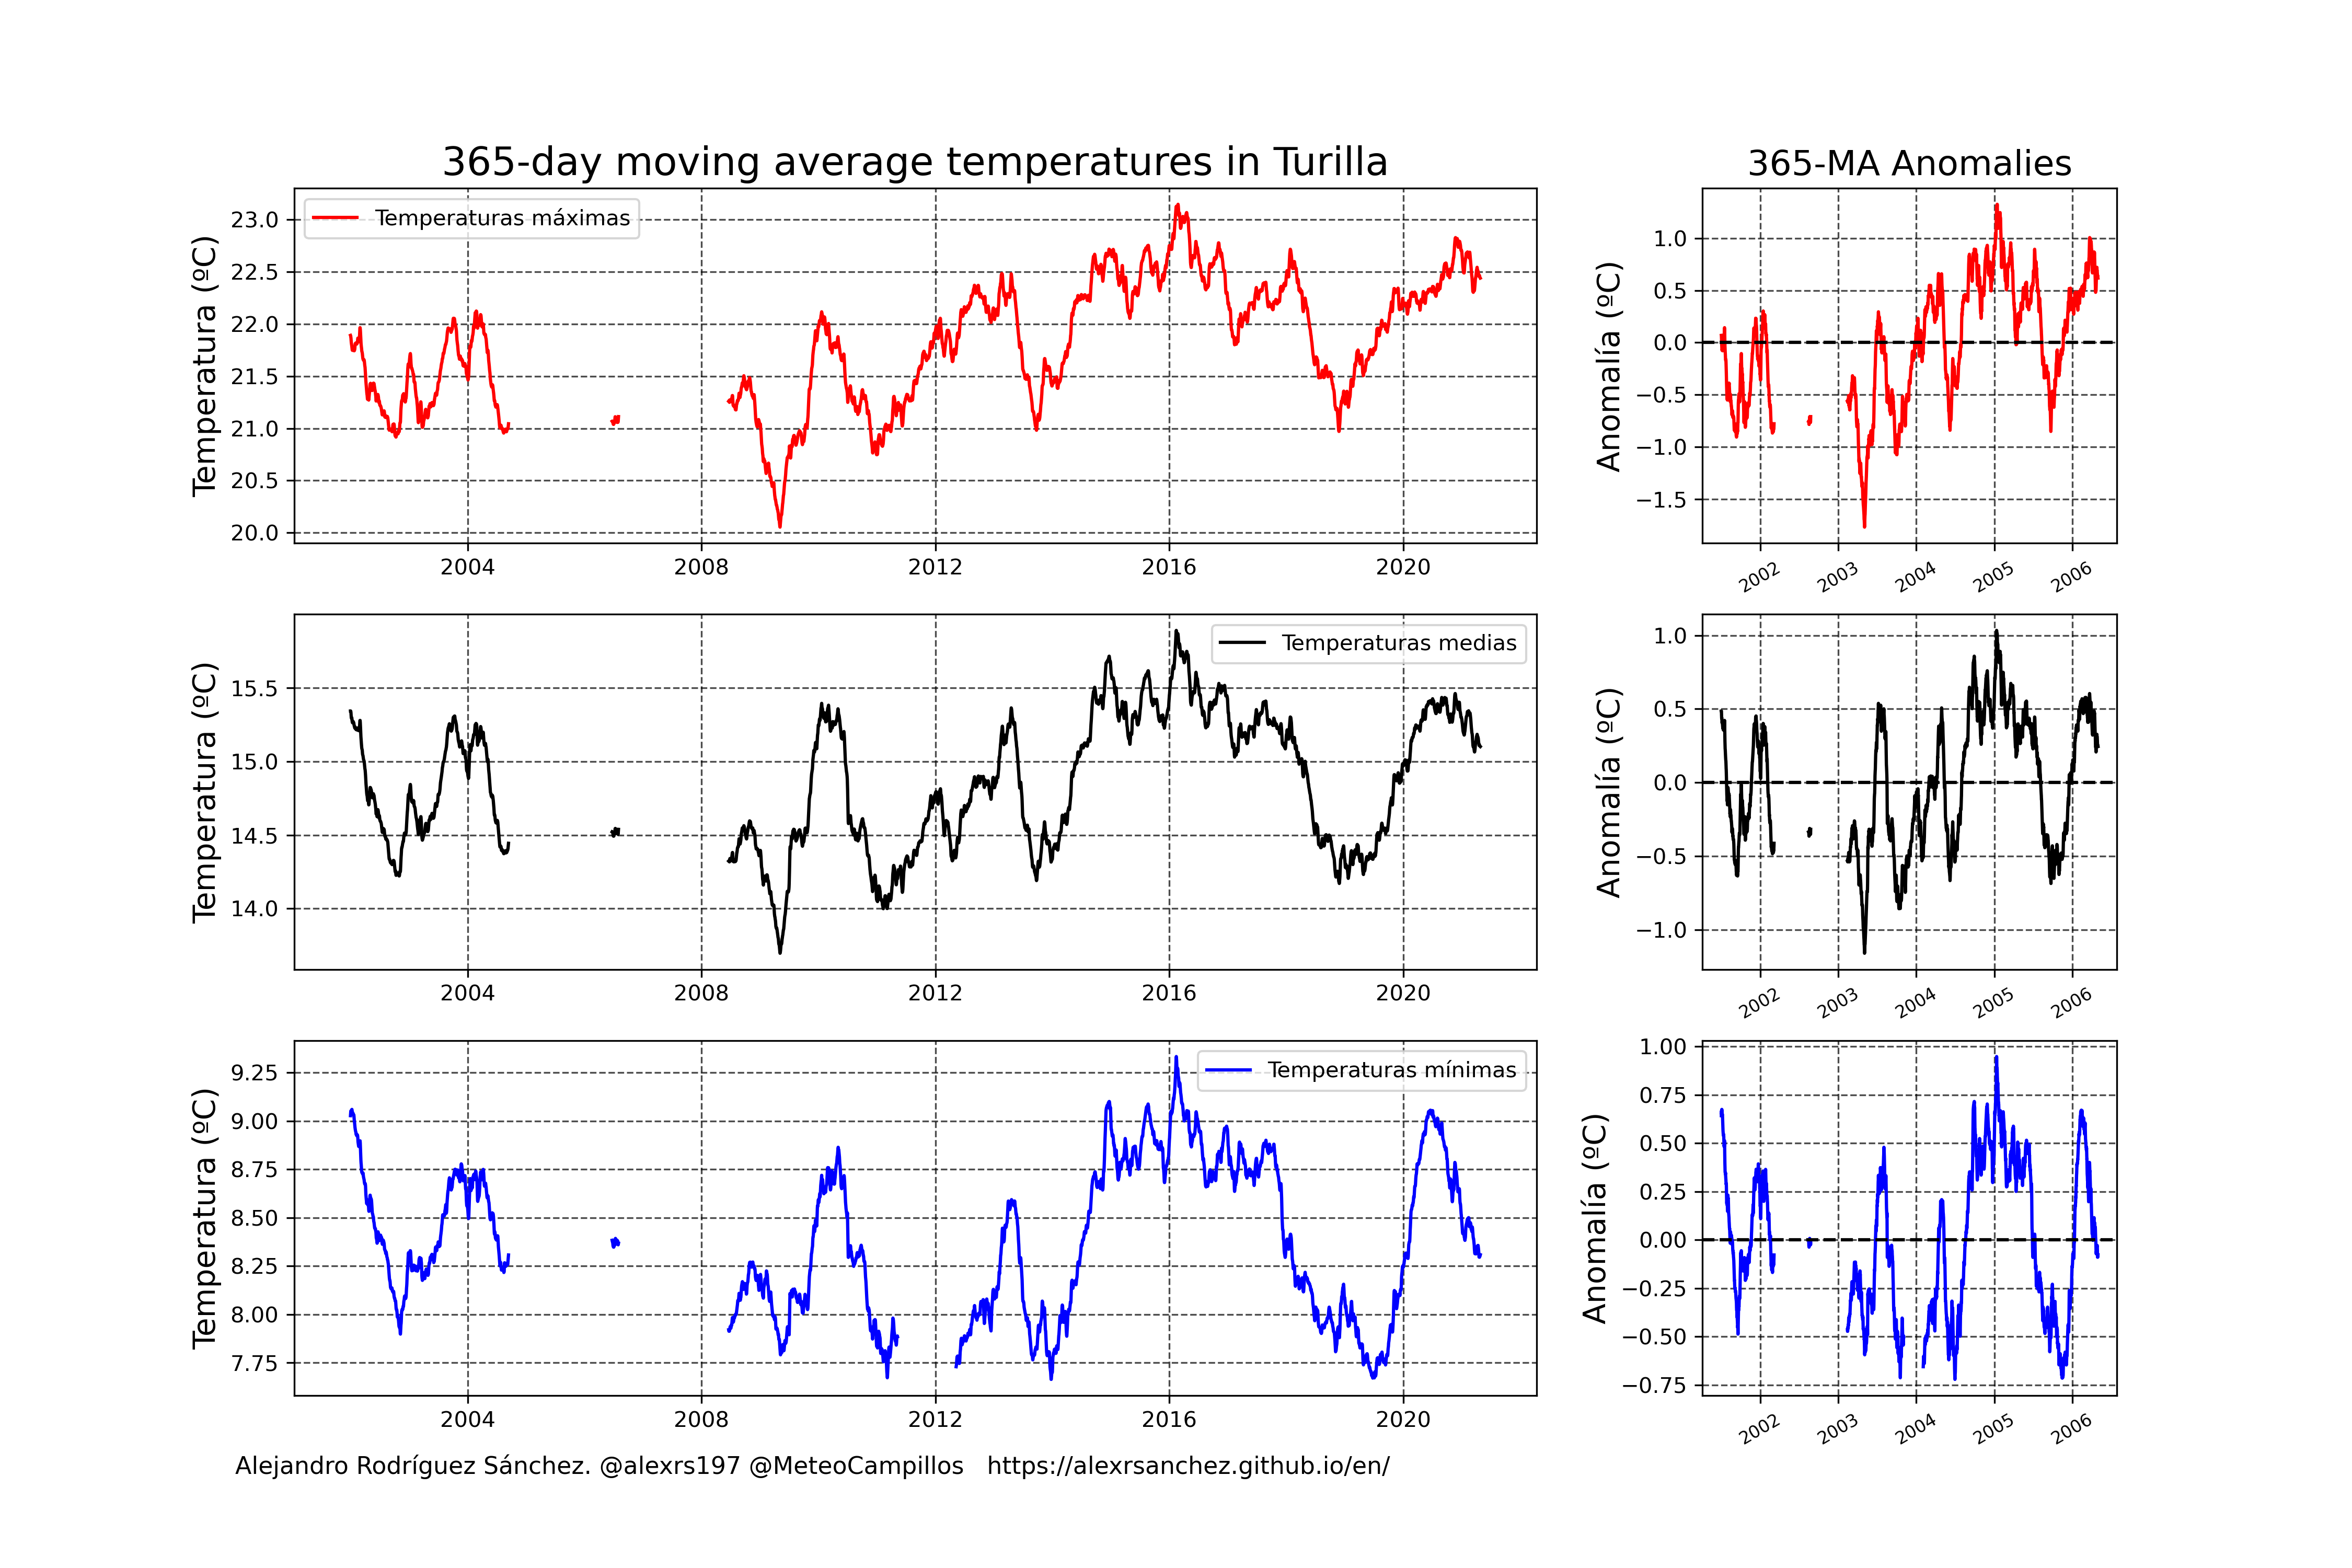 365-day moving average temperatures in Turilla
365-MA Anomalies
Temperatura (ºC)
23.0
22.5
22.0
21.5
21.0
20.5
20.0
Temperaturas máximas
2004 2008 2012 2016 2020
Anomalía (ºC)
1.0
0.5
0.0
−0.5
−1.0
−1.5
2002 2003 2004 2005 2006
Temperatura (ºC)
15.5
15.0
14.5
14.0
Temperaturas medias
2004 2008 2012 2016 2020
Anomalía (ºC)
1.0
0.5
0.0
−0.5
−1.0
2002 2003 2004 2005 2006
Temperatura (ºC)
9.25
9.00
8.75
8.50
8.25
8.00
7.75
Temperaturas mínimas
2004 2008 2012 2016 2020
Anomalía (ºC)
1.00
0.75
0.50
0.25
0.00
−0.25
−0.50
−0.75
2002 2003 2004 2005 2006
Alejandro Rodríguez Sánchez. @alexrs197 @MeteoCampillos https://alexrsanchez.github.io/en/